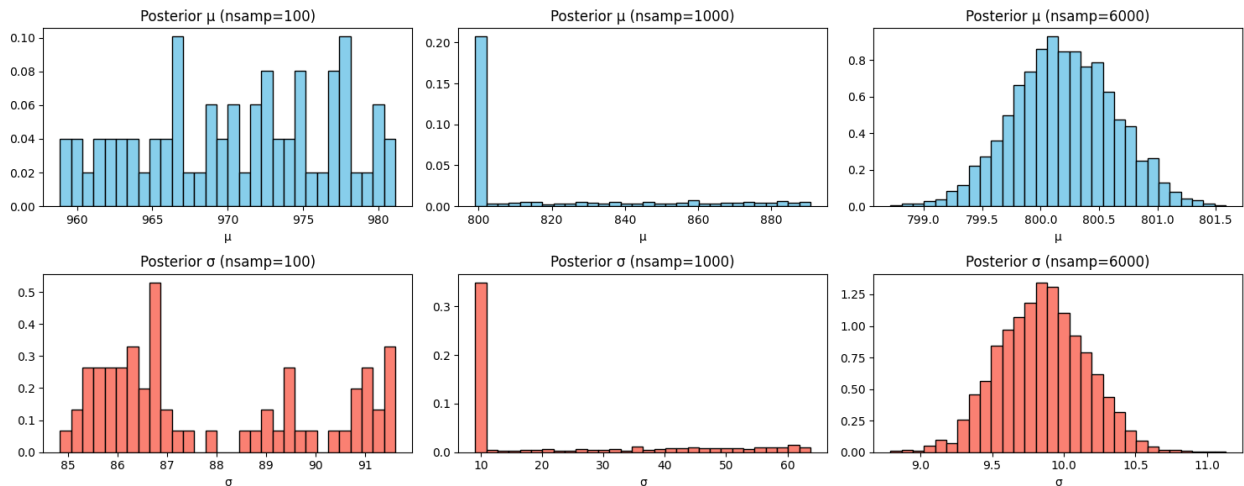 Posterior μ (nsamp=100)
0.10
0.08
0.06
0.04
0.02
0.00
960 965 970 975 980
μ
Posterior μ (nsamp=1000)
0.20
0.15
0.10
0.05
0.00
800 820 840 860 880
μ
Posterior μ (nsamp=6000)
0.8
0.6
0.4
0.2
0.0
799.0 799.5 800.0 800.5 801.0 801.5
μ
Posterior σ (nsamp=100)
0.5
0.4
0.3
0.2
0.1
0.0
85 86 87 88 89 90 91
σ
Posterior σ (nsamp=1000)
0.3
0.2
0.1
0.0
10 20 30 40 50 60
σ
Posterior σ (nsamp=6000)
1.25
1.00
0.75
0.50
0.25
0.00
9.0 9.5 10.0 10.5 11.0
σ